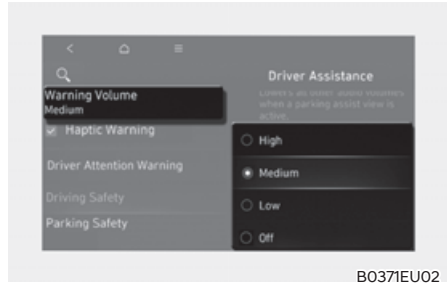 Driver Assistance
Warning Volume
Medium
Haptic Warning
Driver Attention Warning
Driving Safety
Parking Safety
Lowers all other audio volumes
when a parking assist view is
active.
High
Medium
Low
Off
B0371EU02